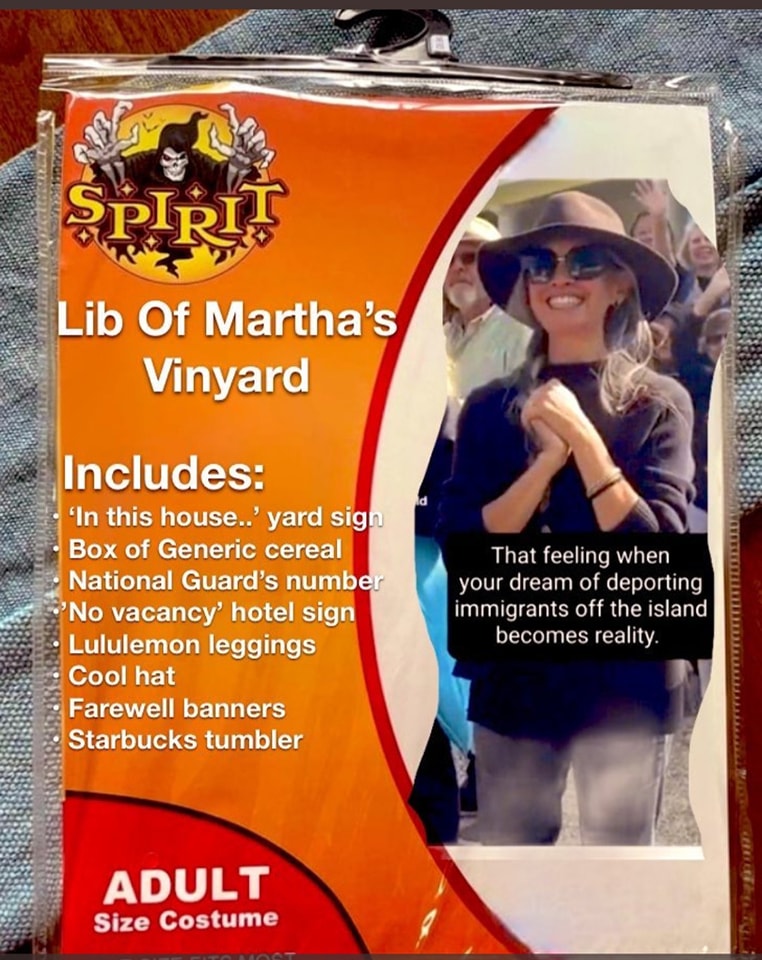 SPIRIT
Lib Of Martha's
Vinyard
Includes:
• 'In this house..' yard sign
• Box of Generic cereal
• National Guard's number
•'No vacancy' hotel sign
• Lululemon leggings
• Cool hat
• Farewell banners
• Starbucks tumbler
That feeling when
your dream of deporting
immigrants off the island
becomes reality.
ADULT
Size Costume